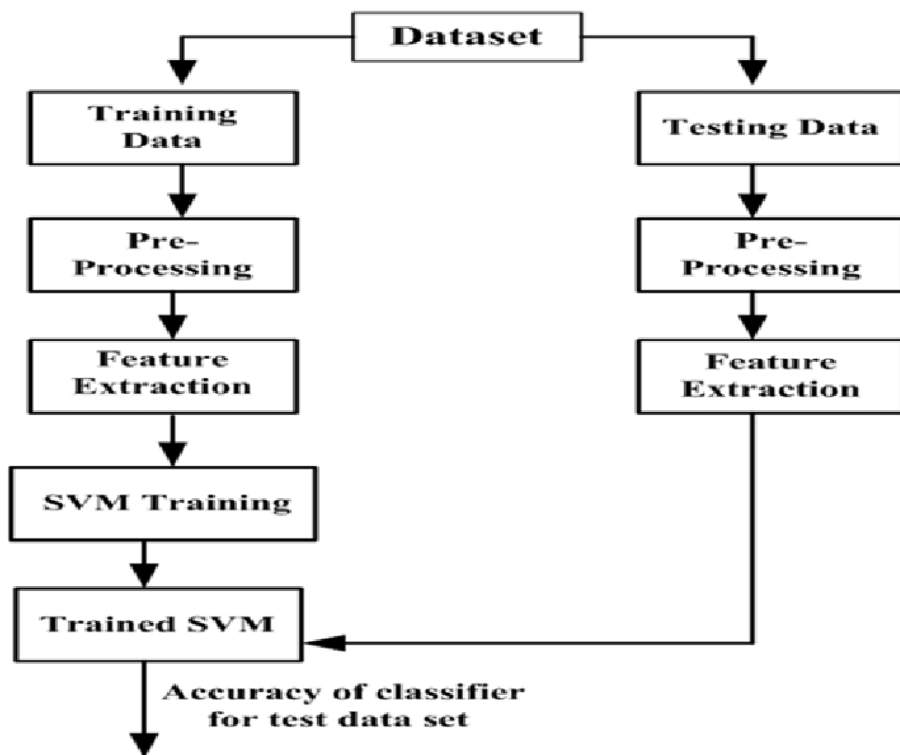 Dataset
Training
Data
Testing Data
Pre-
Processing
Pre-
Processing
Feature
Extraction
Feature
Extraction
SVM Training
Trained SVM
Accuracy of classifier
for test data set